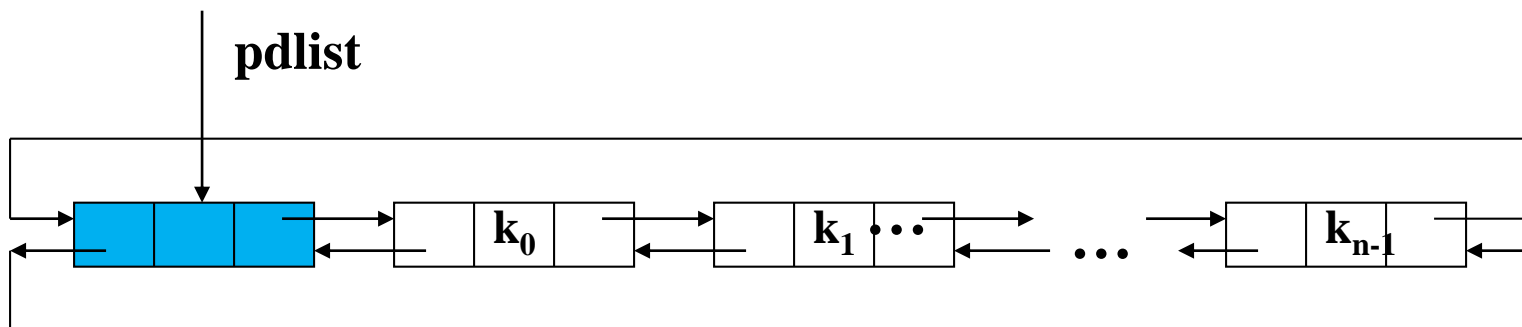 pdlist
k₀ k₁ … … kₙ₋₁